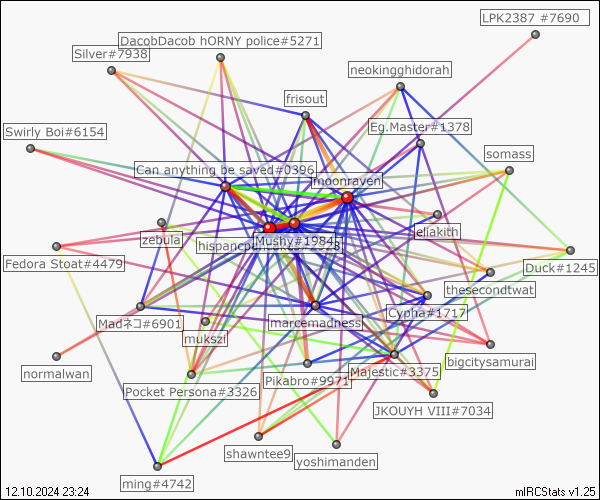 LPK2387 #7690
DacobDacob hORNY police#5271
Silver#7938
neokingghidorah
frisout
Eg.Master#1378
Swirly Boi#6154
somass
Can anything be saved#0396
moonraven
eliakith
zebula
Mushy#1984
Fedora Stoat#4479
Duck#1245
thesecondtwat
Madネコ#6901
marcemadness
Cypha#1717
mukszi
bigcitysamurai
normalwan
Pikabro#9971
Majestic#3375
Pocket Persona#3326
JKOUYH VIII#7034
shawntee9
yoshimanden
ming#4742
12.10.2024 23:24
mIRCStats v1.25